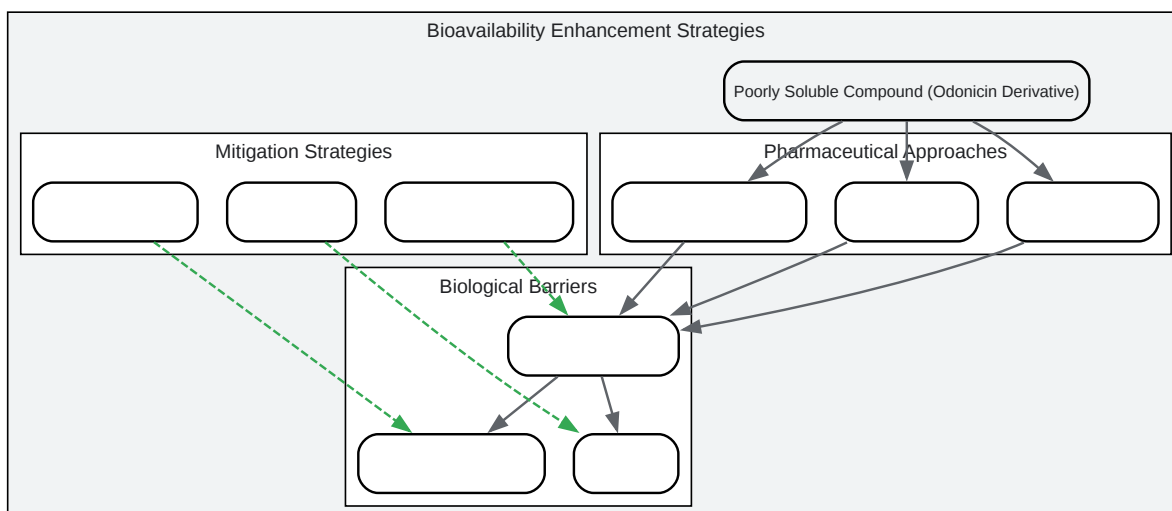 Bioavailability Enhancement Strategies
Poorly Soluble Compound (Odonicin Derivative)
Mitigation Strategies
Pharmaceutical Approaches
Biological Barriers